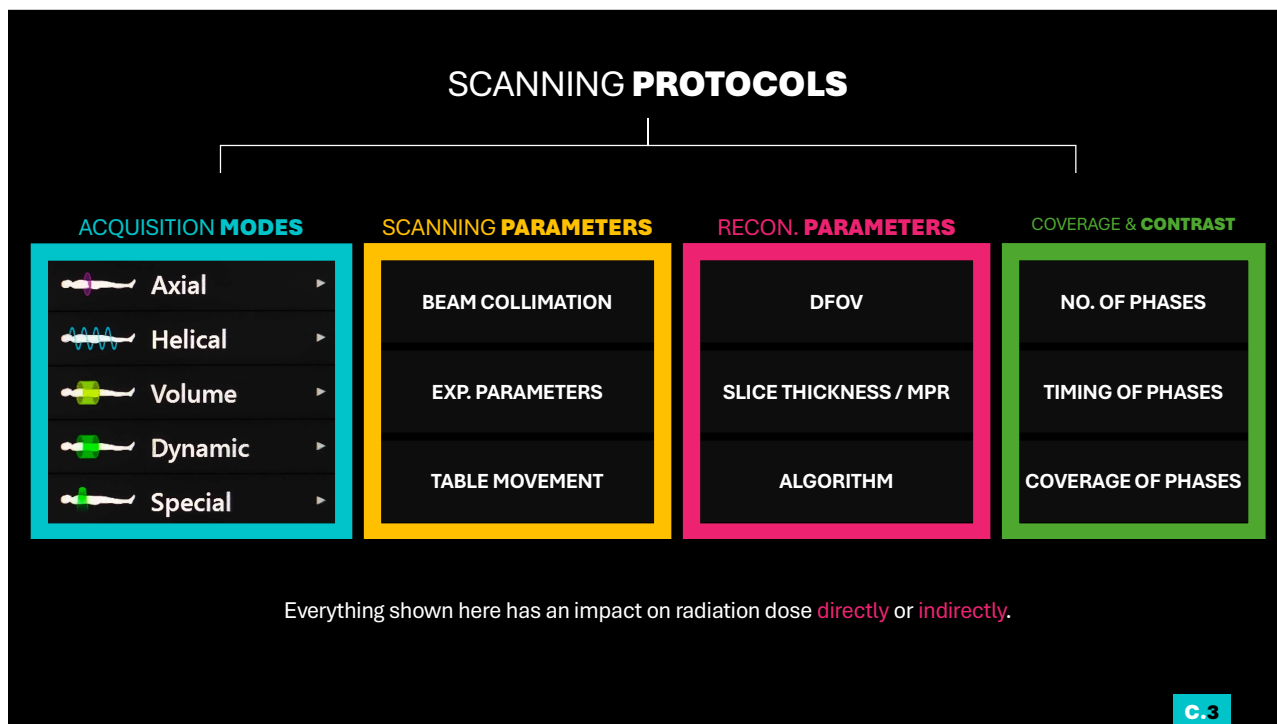 SCANNING PROTOCOLS
ACQUISITION MODES
Axial
Helical
Volume
Dynamic
Special
SCANNING PARAMETERS
BEAM COLLIMATION
EXP. PARAMETERS
TABLE MOVEMENT
RECON. PARAMETERS
DFOV
SLICE THICKNESS / MPR
ALGORITHM
COVERAGE & CONTRAST
NO. OF PHASES
TIMING OF PHASES
COVERAGE OF PHASES
Everything shown here has an impact on radiation dose directly or indirectly.
C.3